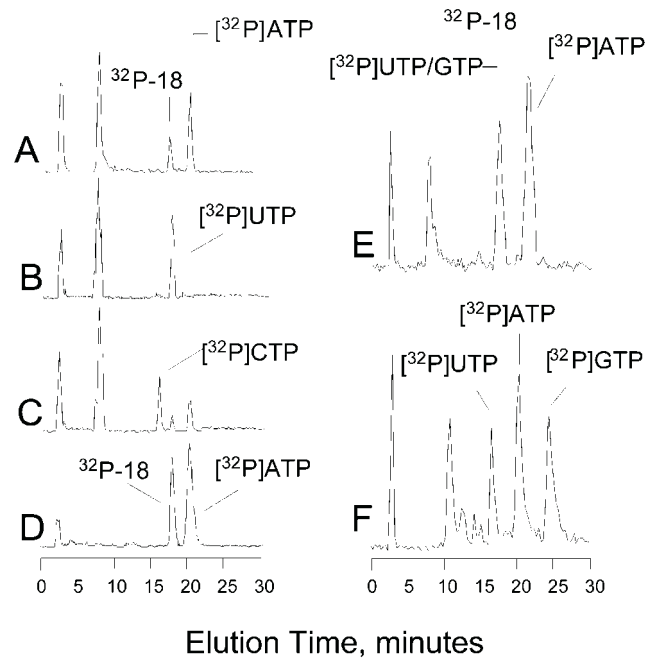 [³²P]ATP
³²P-18
A
[³²P]UTP
B
[³²P]CTP
C
³²P-18
[³²P]ATP
D
0 5 10 15 20 25 30
³²P-18
[³²P]UTP/GTP
[³²P]ATP
E
[³²P]ATP
[³²P]UTP
[³²P]GTP
F
0 5 10 15 20 25 30
Elution Time, minutes